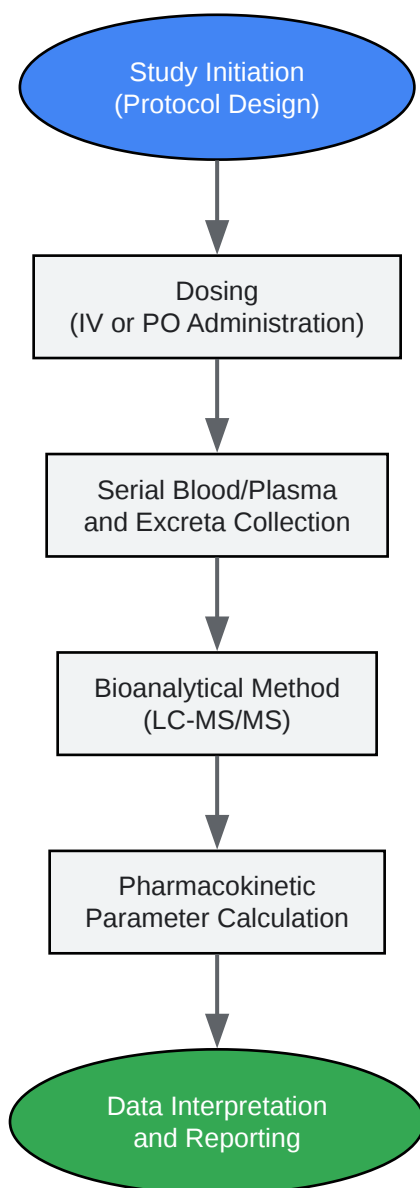 Study Initiation
(Protocol Design)
Dosing
(IV or PO Administration)
Serial Blood/Plasma
and Excreta Collection
Bioanalytical Method
(LC-MS/MS)
Pharmacokinetic
Parameter Calculation
Data Interpretation
and Reporting